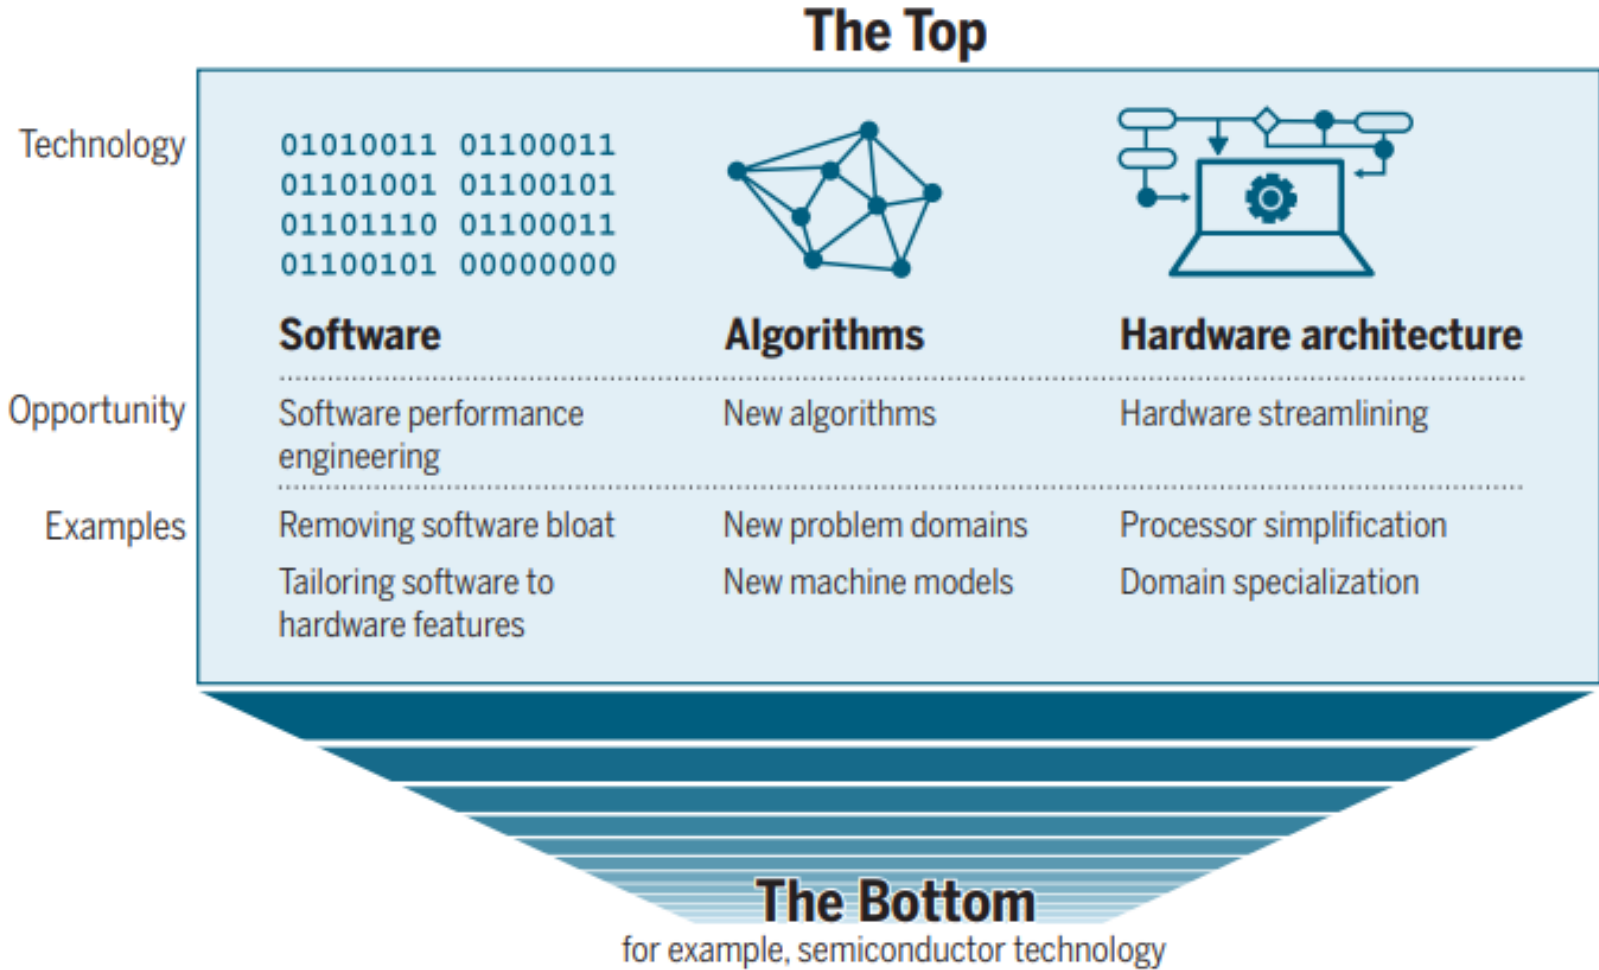 The Top
Technology
01010011 01100011
01101001 01100101
01101110 01100011
01100101 00000000
Software
Algorithms
Hardware architecture
Opportunity
Software performance
engineering
New algorithms
Hardware streamlining
Examples
Removing software bloat
Tailoring software to
hardware features
New problem domains
New machine models
Processor simplification
Domain specialization
The Bottom
for example, semiconductor technology